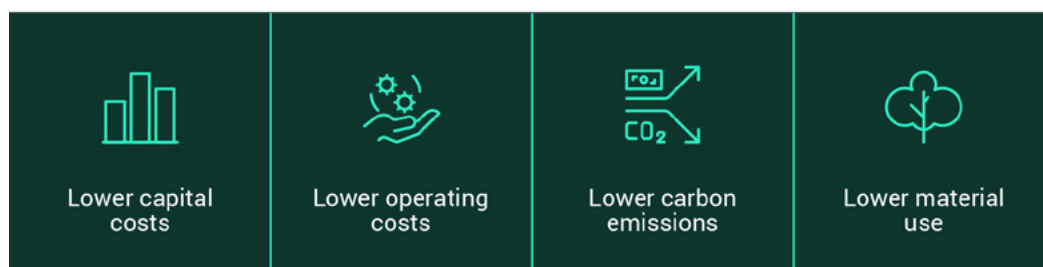 CO₂
Lower capital
costs
Lower operating
costs
Lower carbon
emissions
Lower material
use